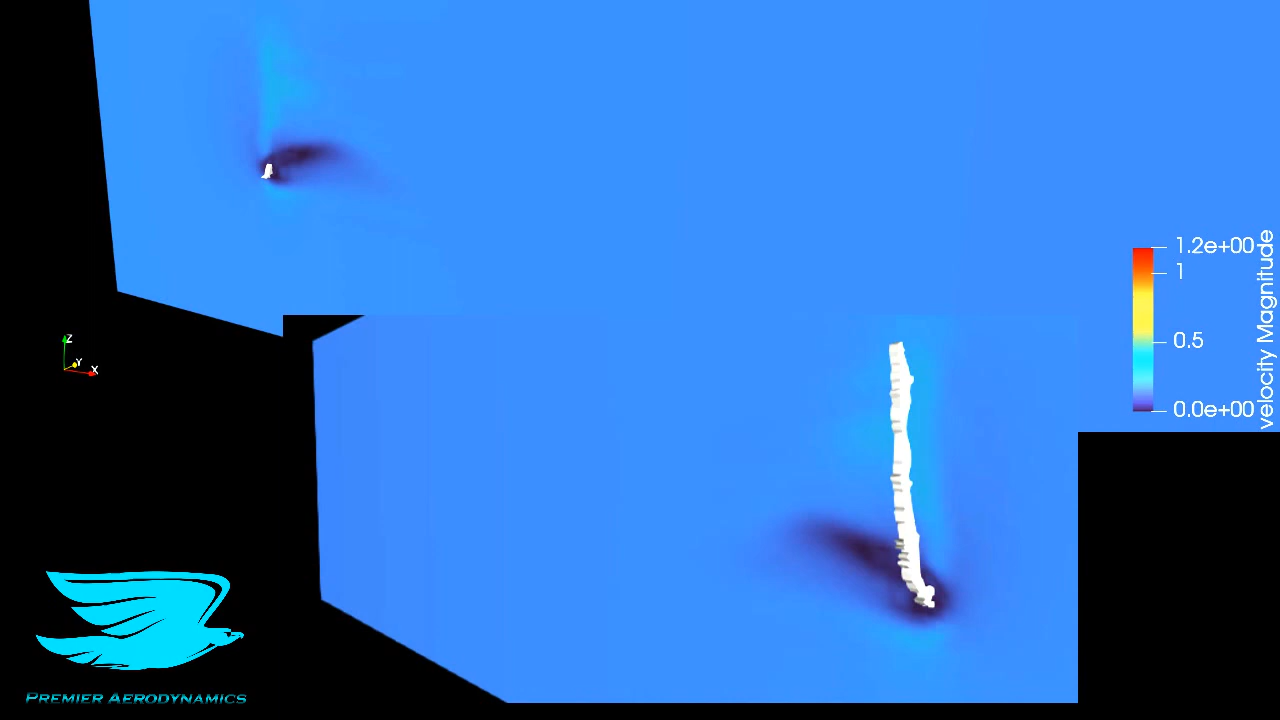 1.2e+00
1
0.5
0.0e+00
velocity Magnitude
Z
Y
X
PREMIER AERODYNAMICS